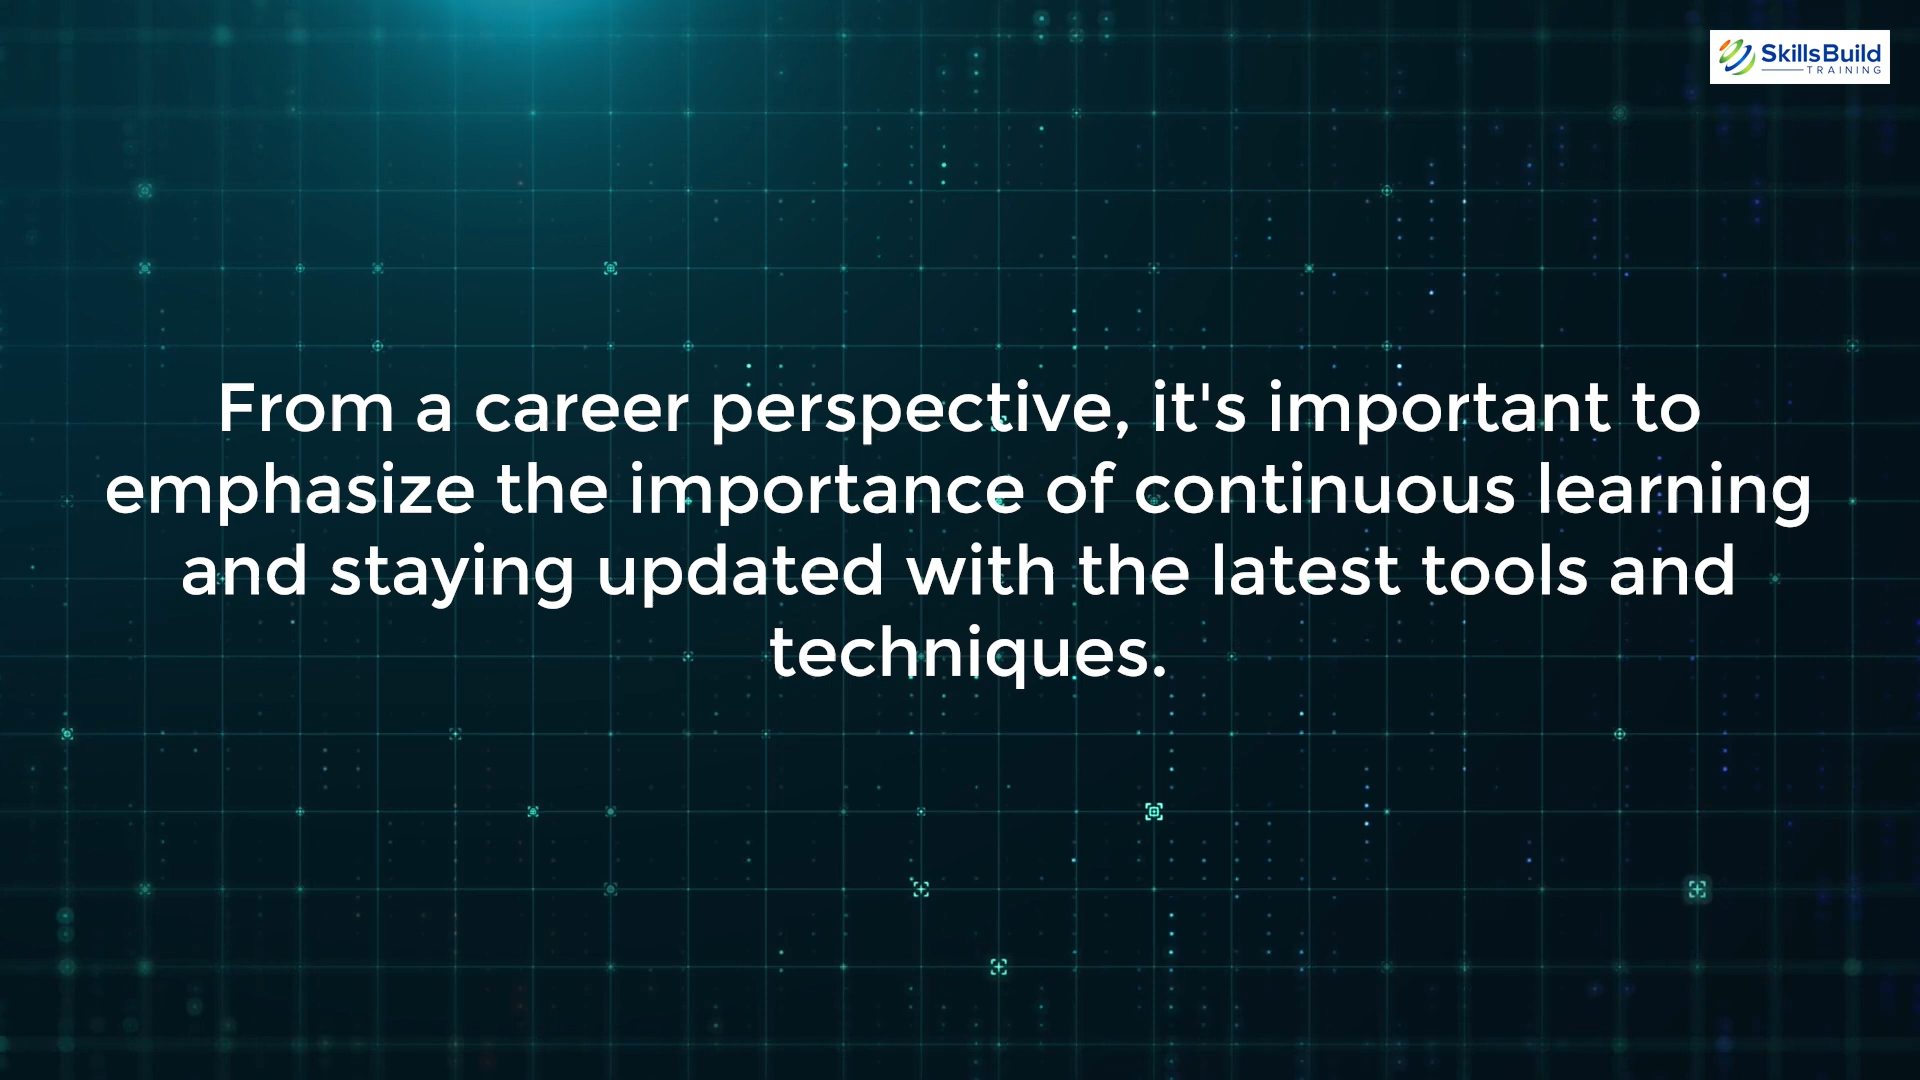 SkillsBuild
TRAINING
From a career perspective, it's important to
emphasize the importance of continuous learning
and staying updated with the latest tools and
techniques.